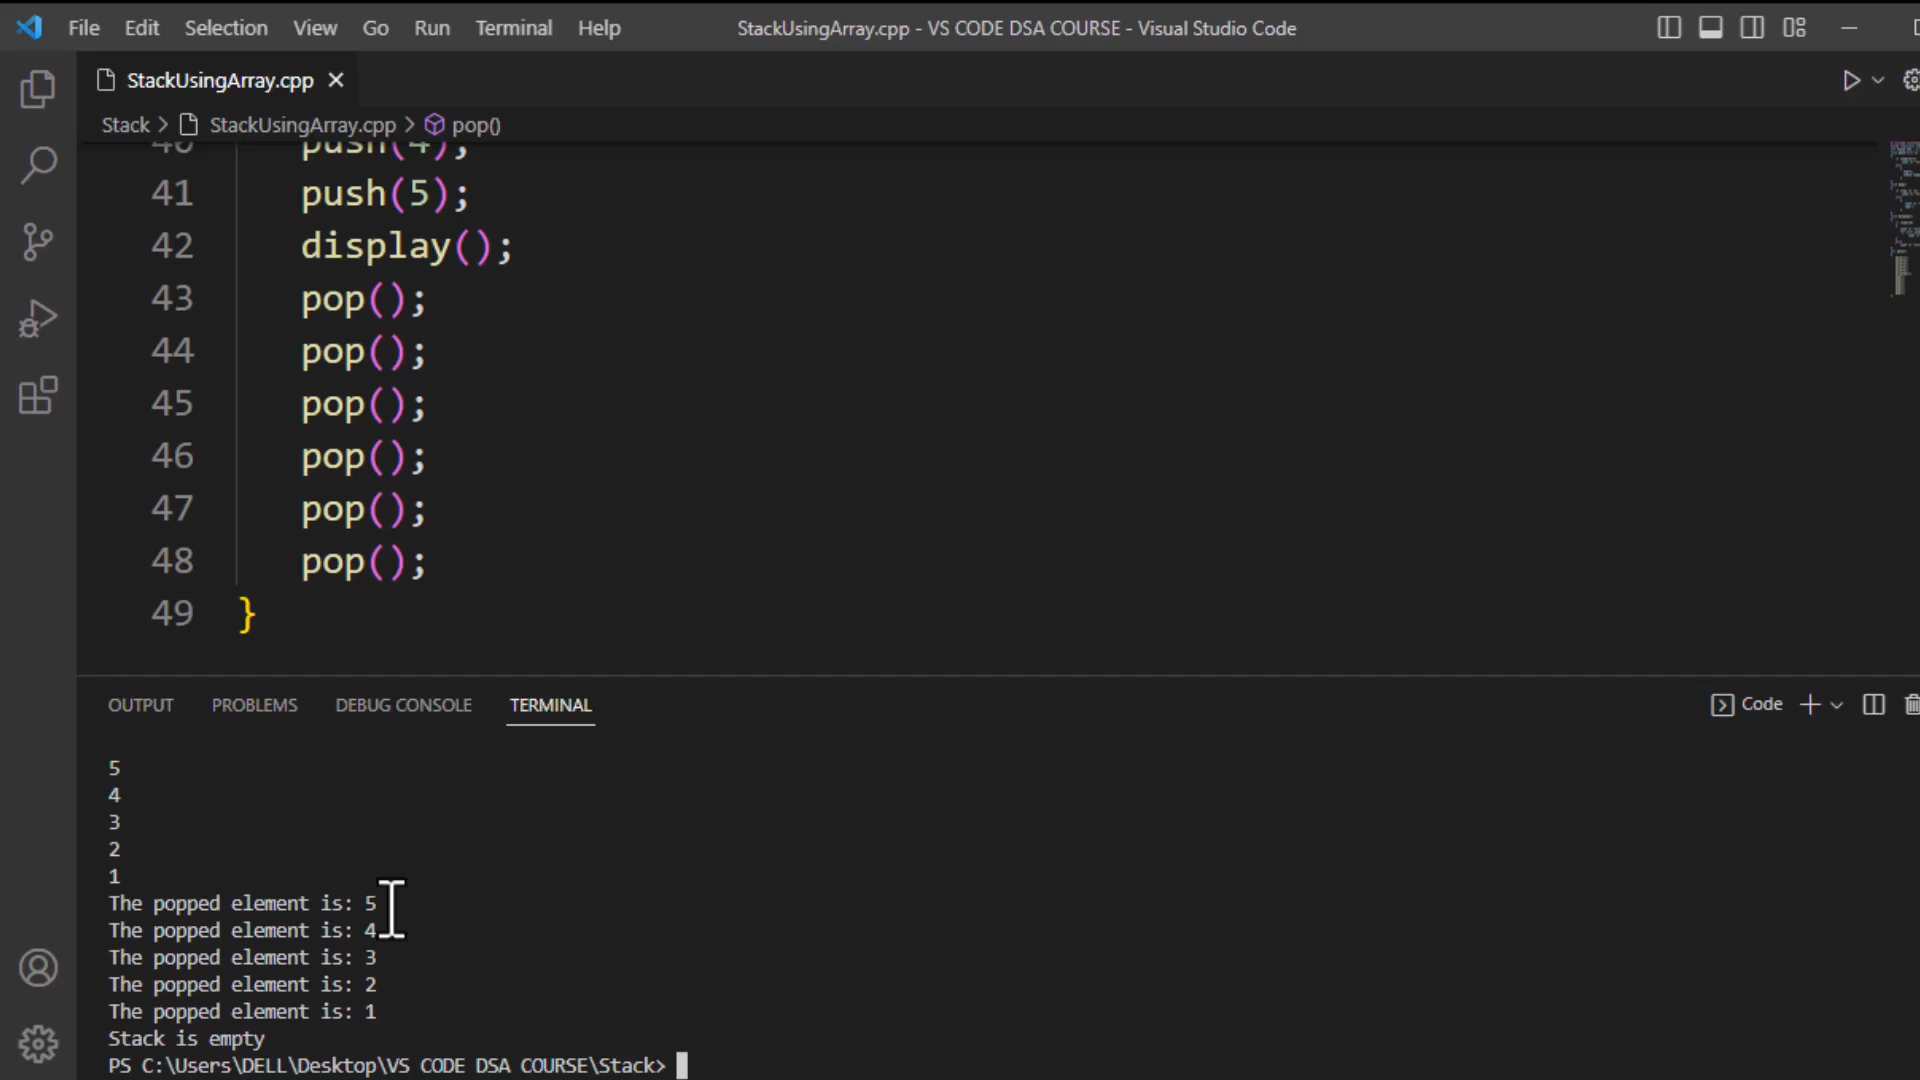 File Edit Selection View Go Run Terminal Help StackUsingArray.cpp - VS CODE DSA COURSE - Visual Studio Code
StackUsingArray.cpp
Stack > StackUsingArray.cpp > pop()
40 push(4);
41 push(5);
42 display();
43 pop();
44 pop();
45 pop();
46 pop();
47 pop();
48 pop();
49 }
OUTPUT PROBLEMS DEBUG CONSOLE TERMINAL Code
5
4
3
2
1
The popped element is: 5
The popped element is: 4
The popped element is: 3
The popped element is: 2
The popped element is: 1
Stack is empty
PS C:\Users\DELL\Desktop\VS CODE DSA COURSE\Stack>